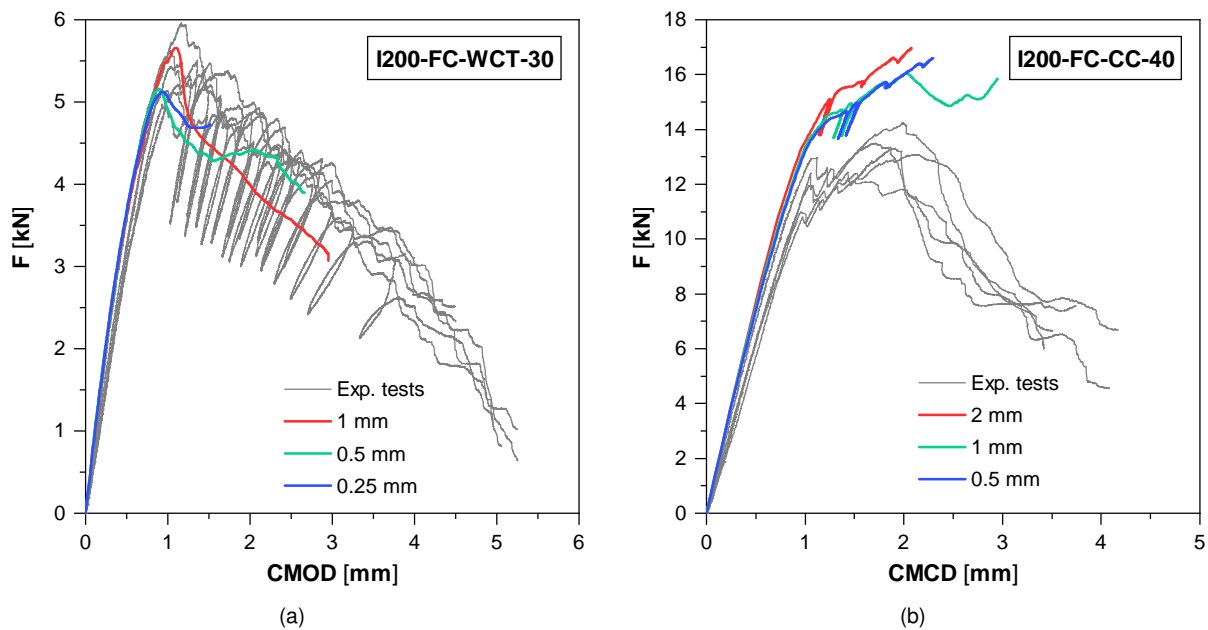 I200-FC-WCT-30
6
5
4
3
2
1
0
F [kN]
Exp. tests
1 mm
0.5 mm
0.25 mm
0 1 2 3 4 5 6
CMOD [mm]
(a)
I200-FC-CC-40
18
16
14
12
10
8
6
4
2
0
F [kN]
Exp. tests
2 mm
1 mm
0.5 mm
0 1 2 3 4 5
CMCD [mm]
(b)